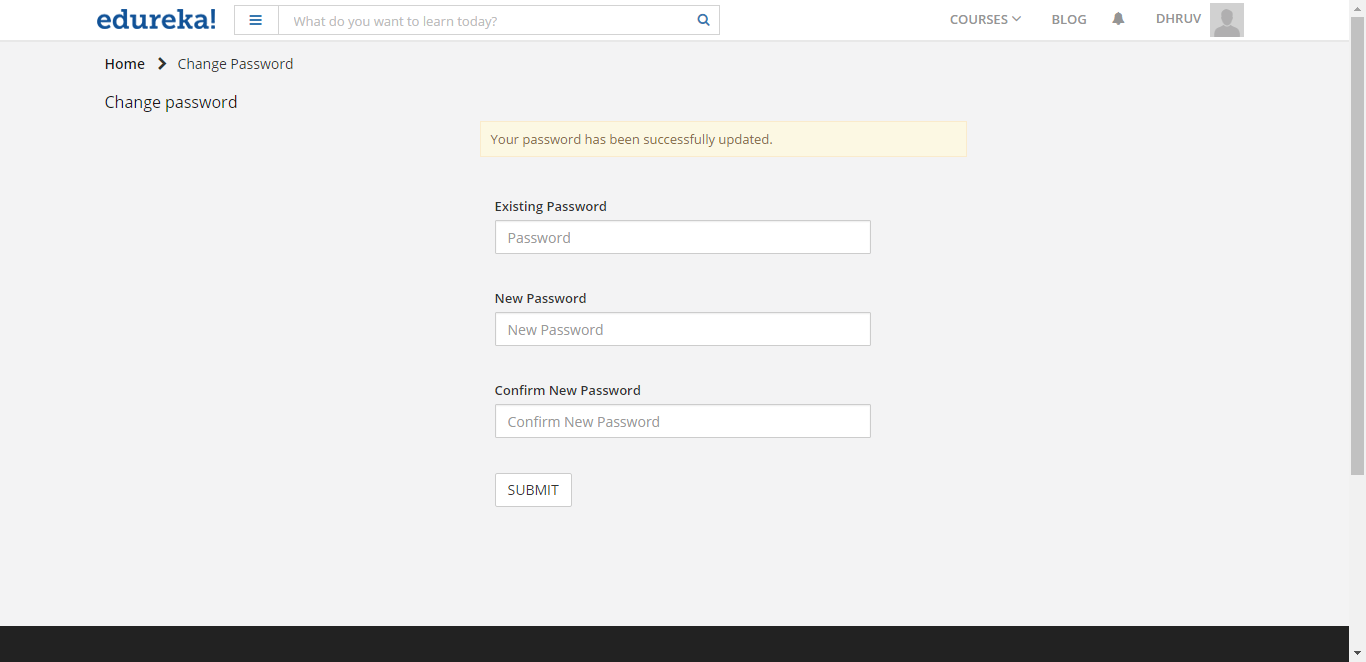 edureka!
What do you want to learn today?
COURSES
BLOG
DHRUV
Home
Change Password
Change password
Your password has been successfully updated.
Existing Password
Password
New Password
New Password
Confirm New Password
Confirm New Password
SUBMIT